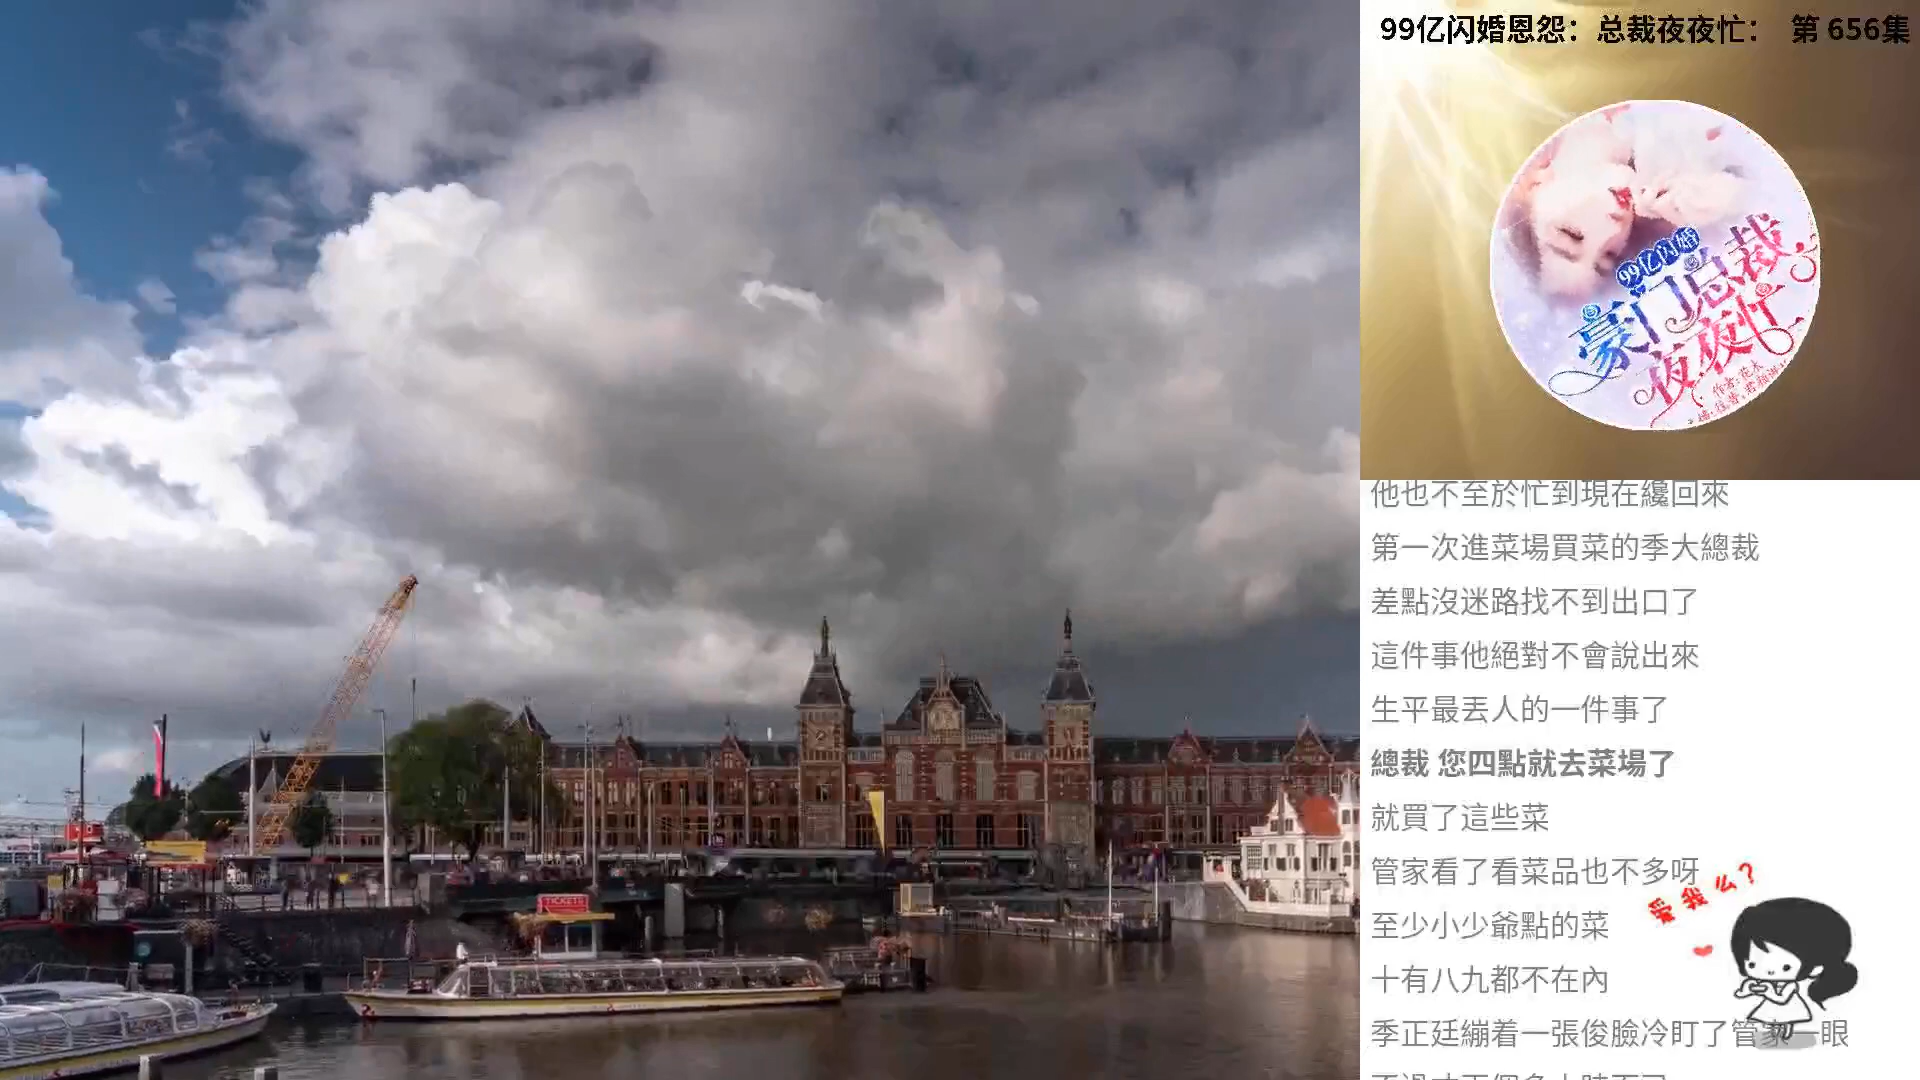 99亿闪婚恩怨：总裁夜夜忙： 第 656集
99亿闪婚
豪门总裁
夜夜忙
他也不至於忙到現在纔回來
第一次進菜場買菜的季大總裁
差點沒迷路找不到出口了
這件事他絕對不會說出來
生平最丟人的一件事了
總裁 您四點就去菜場了
就買了這些菜
管家看了看菜品也不多呀
至少小少爺點的菜
十有八九都不在內
季正廷繃着一張俊臉冷盯了管家一眼
爱我么？
TICKETS